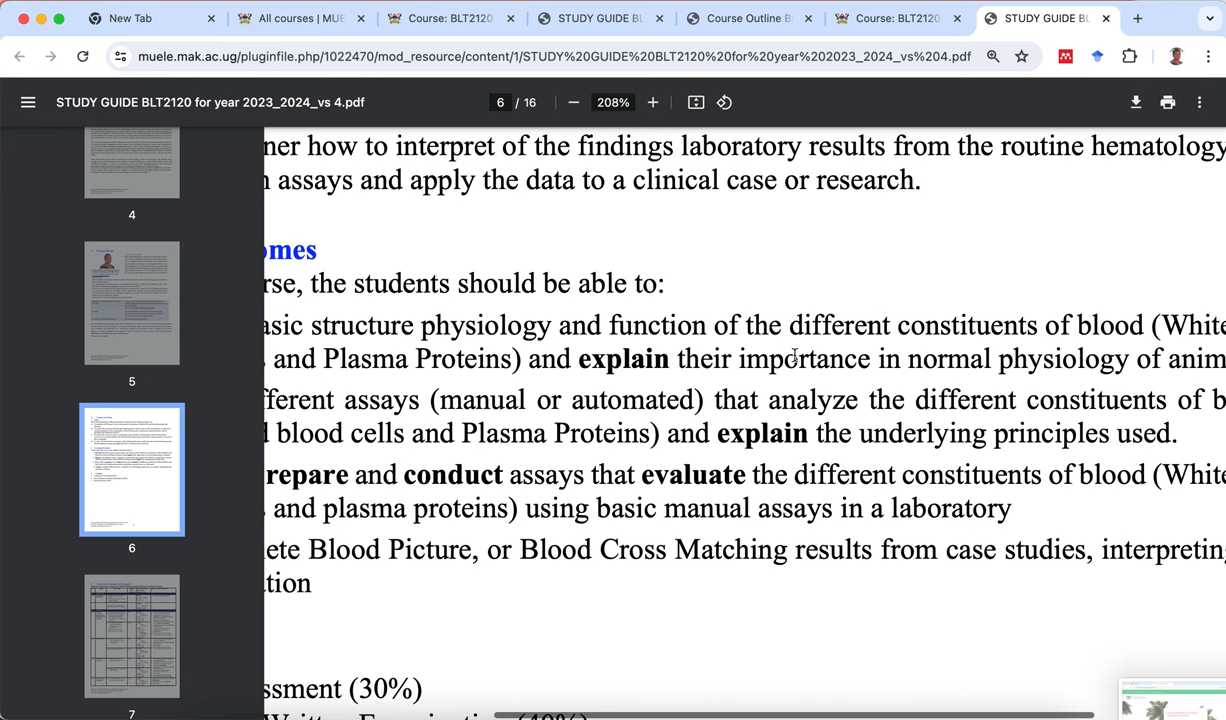 New Tab
All courses | MUE
Course: BLT2120
STUDY GUIDE BL
Course Outline B
Course: BLT2120
STUDY GUIDE BL
muele.mak.ac.ug/pluginfile.php/1022470/mod_resource/content/1/STUDY%20GUIDE%20BLT2120%20for%20year%202023_2024_vs%204.pdf
STUDY GUIDE BLT2120 for year 2023_2024_vs 4.pdf
6 / 16
208%
4
5
6
7
ner how to interpret of the findings laboratory results from the routine hematology
n assays and apply the data to a clinical case or research.
omes
rse, the students should be able to:
asic structure physiology and function of the different constituents of blood (White
s and Plasma Proteins) and explain their importance in normal physiology of anim
fferent assays (manual or automated) that analyze the different constituents of b
d blood cells and Plasma Proteins) and explain the underlying principles used.
repare and conduct assays that evaluate the different constituents of blood (White
s and plasma proteins) using basic manual assays in a laboratory
ete Blood Picture, or Blood Cross Matching results from case studies, interpreting
tion
ssment (30%)
Written Examination (40%)